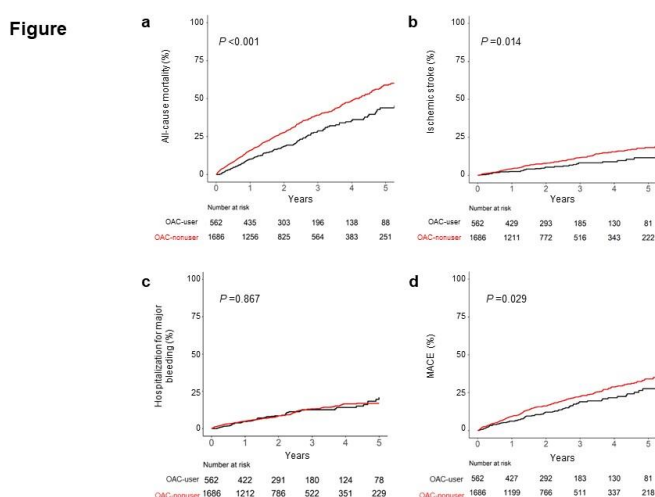 Figure
a
P <0.001
All-cause mortality (%)
100
75
50
25
0
0 1 2 3 4 5
Years
Number at risk
OAC-user 562 435 303 196 138 88
OAC-nonuser 1686 1256 825 564 383 251
b
P =0.014
Ischemic stroke (%)
100
75
50
25
0
0 1 2 3 4 5
Years
Number at risk
OAC-user 562 429 293 185 130 81
OAC-nonuser 1686 1211 772 516 343 222
c
P =0.867
Hospitalization for major
bleeding (%)
100
75
50
25
0
0 1 2 3 4 5
Years
Number at risk
OAC-user 562 422 291 180 124 78
OAC-nonuser 1686 1212 786 522 351 229
d
P =0.029
MACE (%)
100
75
50
25
0
0 1 2 3 4 5
Years
Number at risk
OAC-user 562 427 292 183 130 81
OAC-nonuser 1686 1199 766 511 337 218